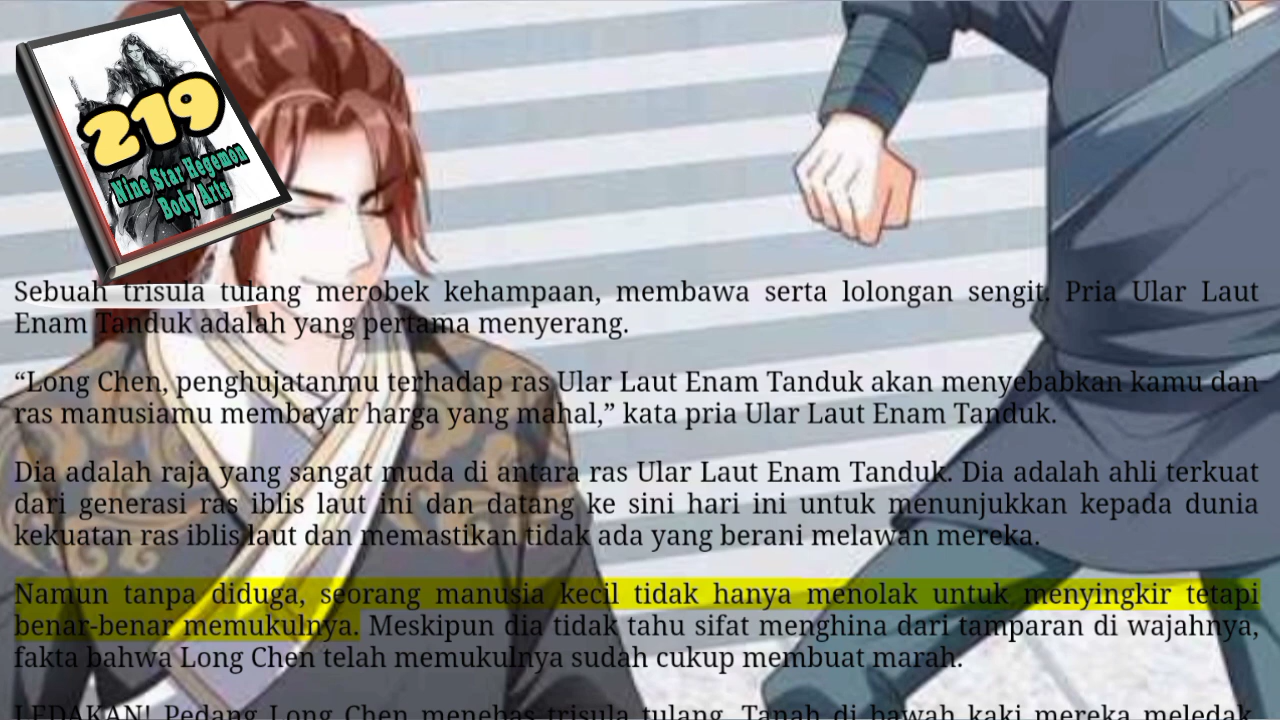 219
Nine Star Hegemon
Body Arts
Sebuah trisula tulang merobek kehampaan, membawa serta lolongan sengit. Pria Ular Laut
Enam Tanduk adalah yang pertama menyerang.
“Long Chen, penghujatanmu terhadap ras Ular Laut Enam Tanduk akan menyebabkan kamu dan
ras manusiamu membayar harga yang mahal,” kata pria Ular Laut Enam Tanduk.
Dia adalah raja yang sangat muda di antara ras Ular Laut Enam Tanduk. Dia adalah ahli terkuat
dari generasi ras iblis laut ini dan datang ke sini hari ini untuk menunjukkan kepada dunia
kekuatan ras iblis laut dan memastikan tidak ada yang berani melawan mereka.
Namun tanpa diduga, seorang manusia kecil tidak hanya menolak untuk menyingkir tetapi
benar-benar memukulnya. Meskipun dia tidak tahu sifat menghina dari tamparan di wajahnya,
fakta bahwa Long Chen telah memukulnya sudah cukup membuat marah.
LEDAKAN! Pedang Long Chen menebas trisula tulang. Tanah di bawah kaki mereka meledak,